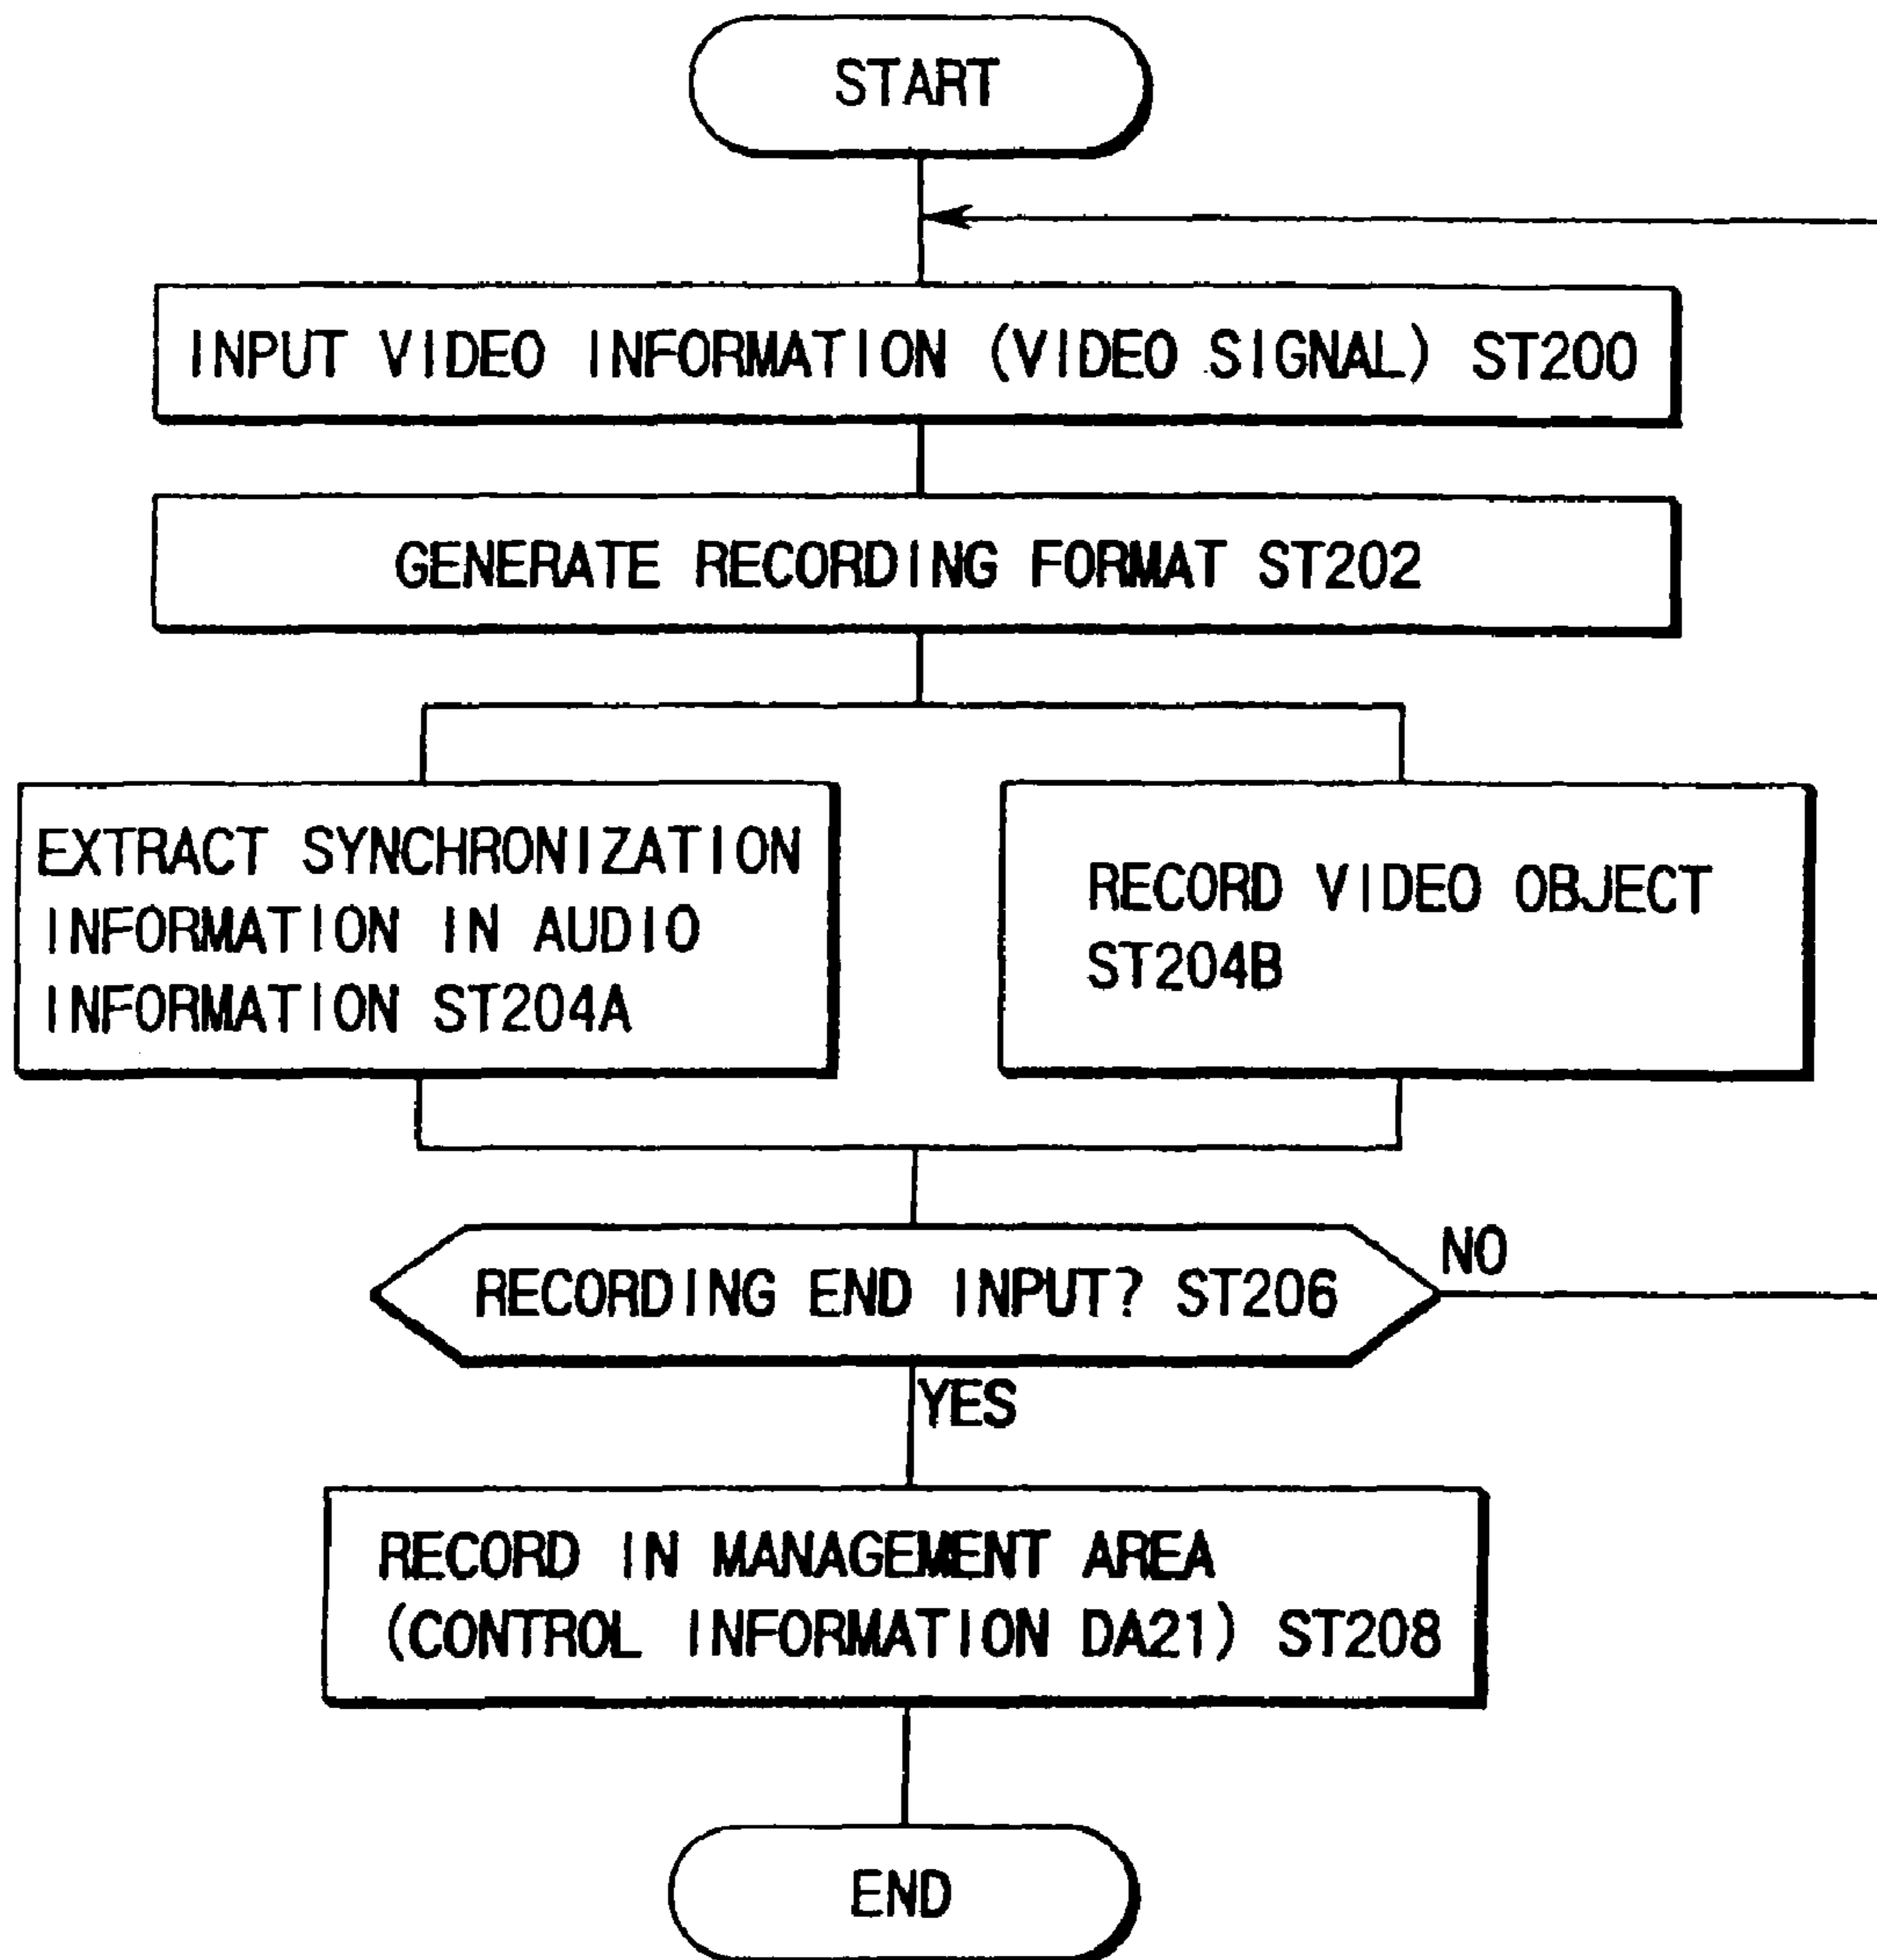 START
INPUT VIDEO INFORMATION (VIDEO SIGNAL) ST200
GENERATE RECORDING FORMAT ST202
EXTRACT SYNCHRONIZATION
INFORMATION IN AUDIO
INFORMATION ST204A
RECORD VIDEO OBJECT
ST204B
RECORDING END INPUT? ST206
NO
YES
RECORD IN MANAGEMENT AREA
(CONTROL INFORMATION DA21) ST208
END